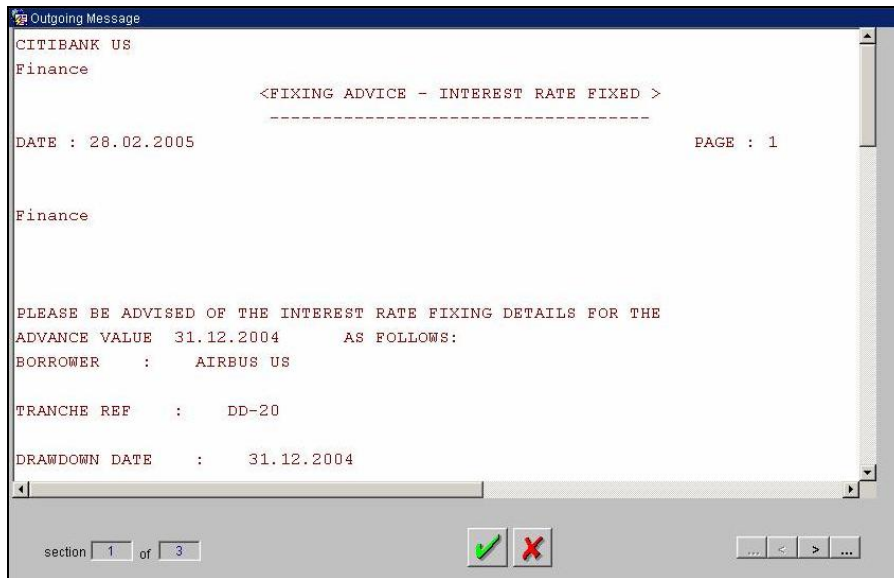 Outgoing Message
CITIBANK US
Finance
<FIXING ADVICE - INTEREST RATE FIXED >
------------------------------------
DATE : 28.02.2005 PAGE : 1
Finance
PLEASE BE ADVISED OF THE INTEREST RATE FIXING DETAILS FOR THE
ADVANCE VALUE 31.12.2004 AS FOLLOWS:
BORROWER : AIRBUS US
TRANCHE REF : DD-20
DRAWDOWN DATE : 31.12.2004
section 1 of 3 ... < > ...